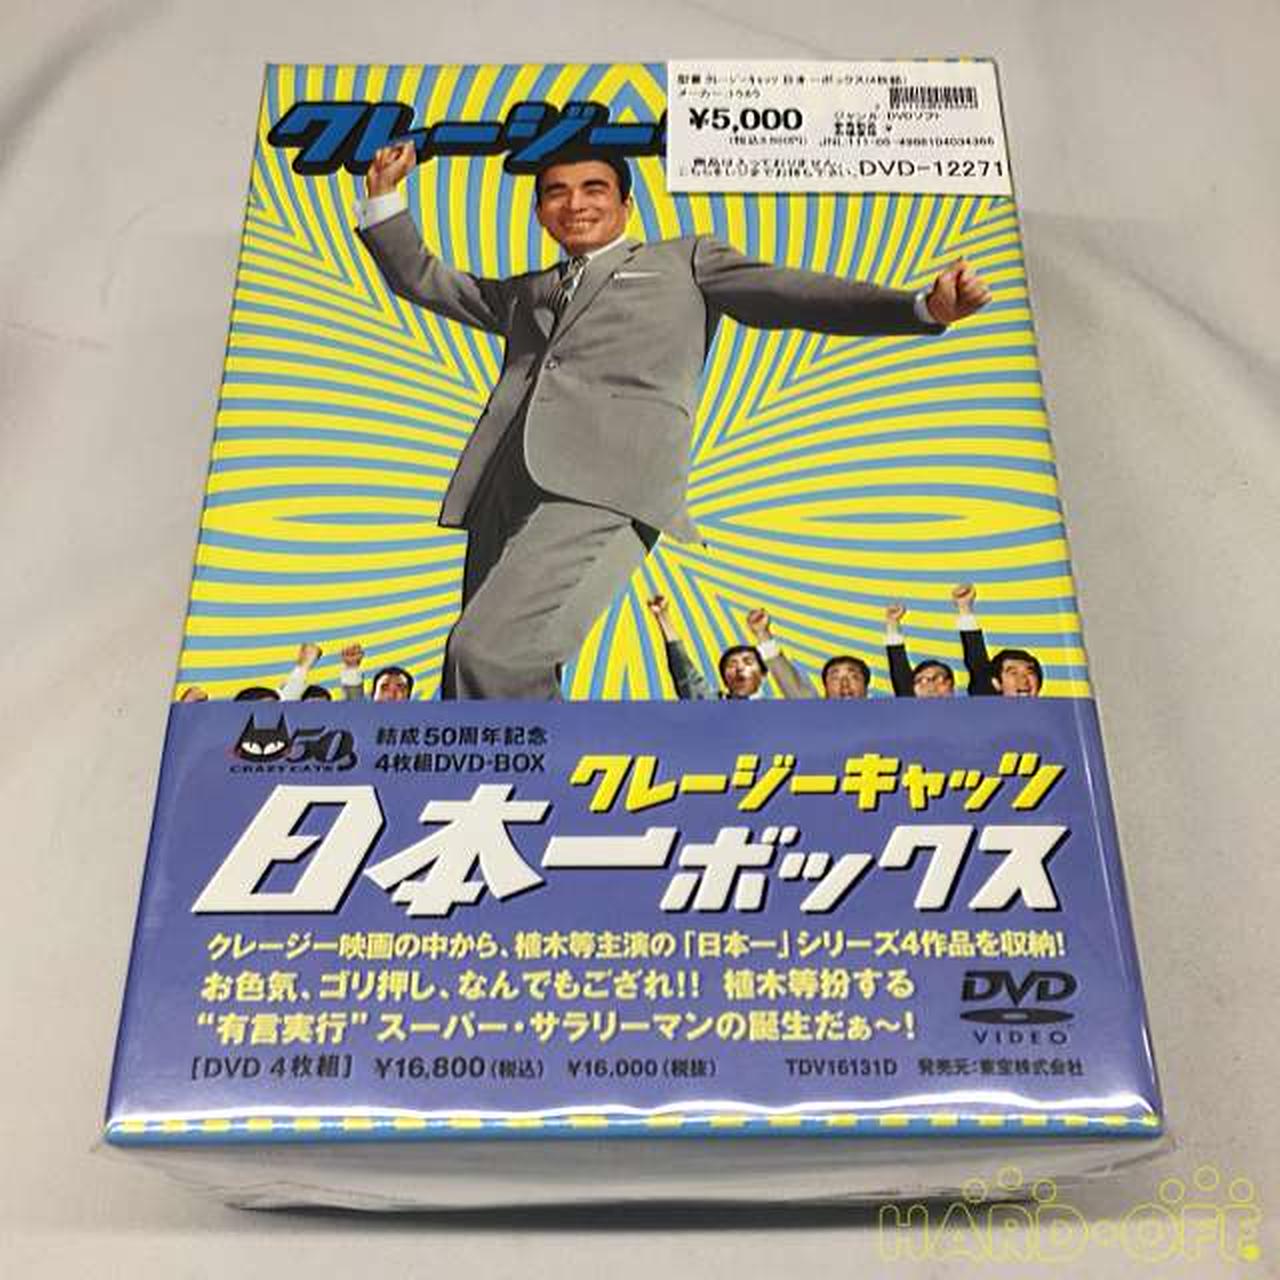 クレージー
¥5,000
DVDソフト
DVD-12271
50th
CRAZY CATS
結成50周年記念
4枚組DVD-BOX
クレージーキャッツ
日本一ボックス
クレージー映画の中から、植木等主演の「日本一」シリーズ4作品を収納!
お色気、ゴリ押し、なんでもござれ!! 植木等扮する
“有言実行”スーパー・サラリーマンの誕生だぁ〜!
DVD
VIDEO
[DVD 4枚組] ¥16,800(税込) ¥16,000(税抜) TDV16131D 発売元:東宝株式会社
HARD・OFF